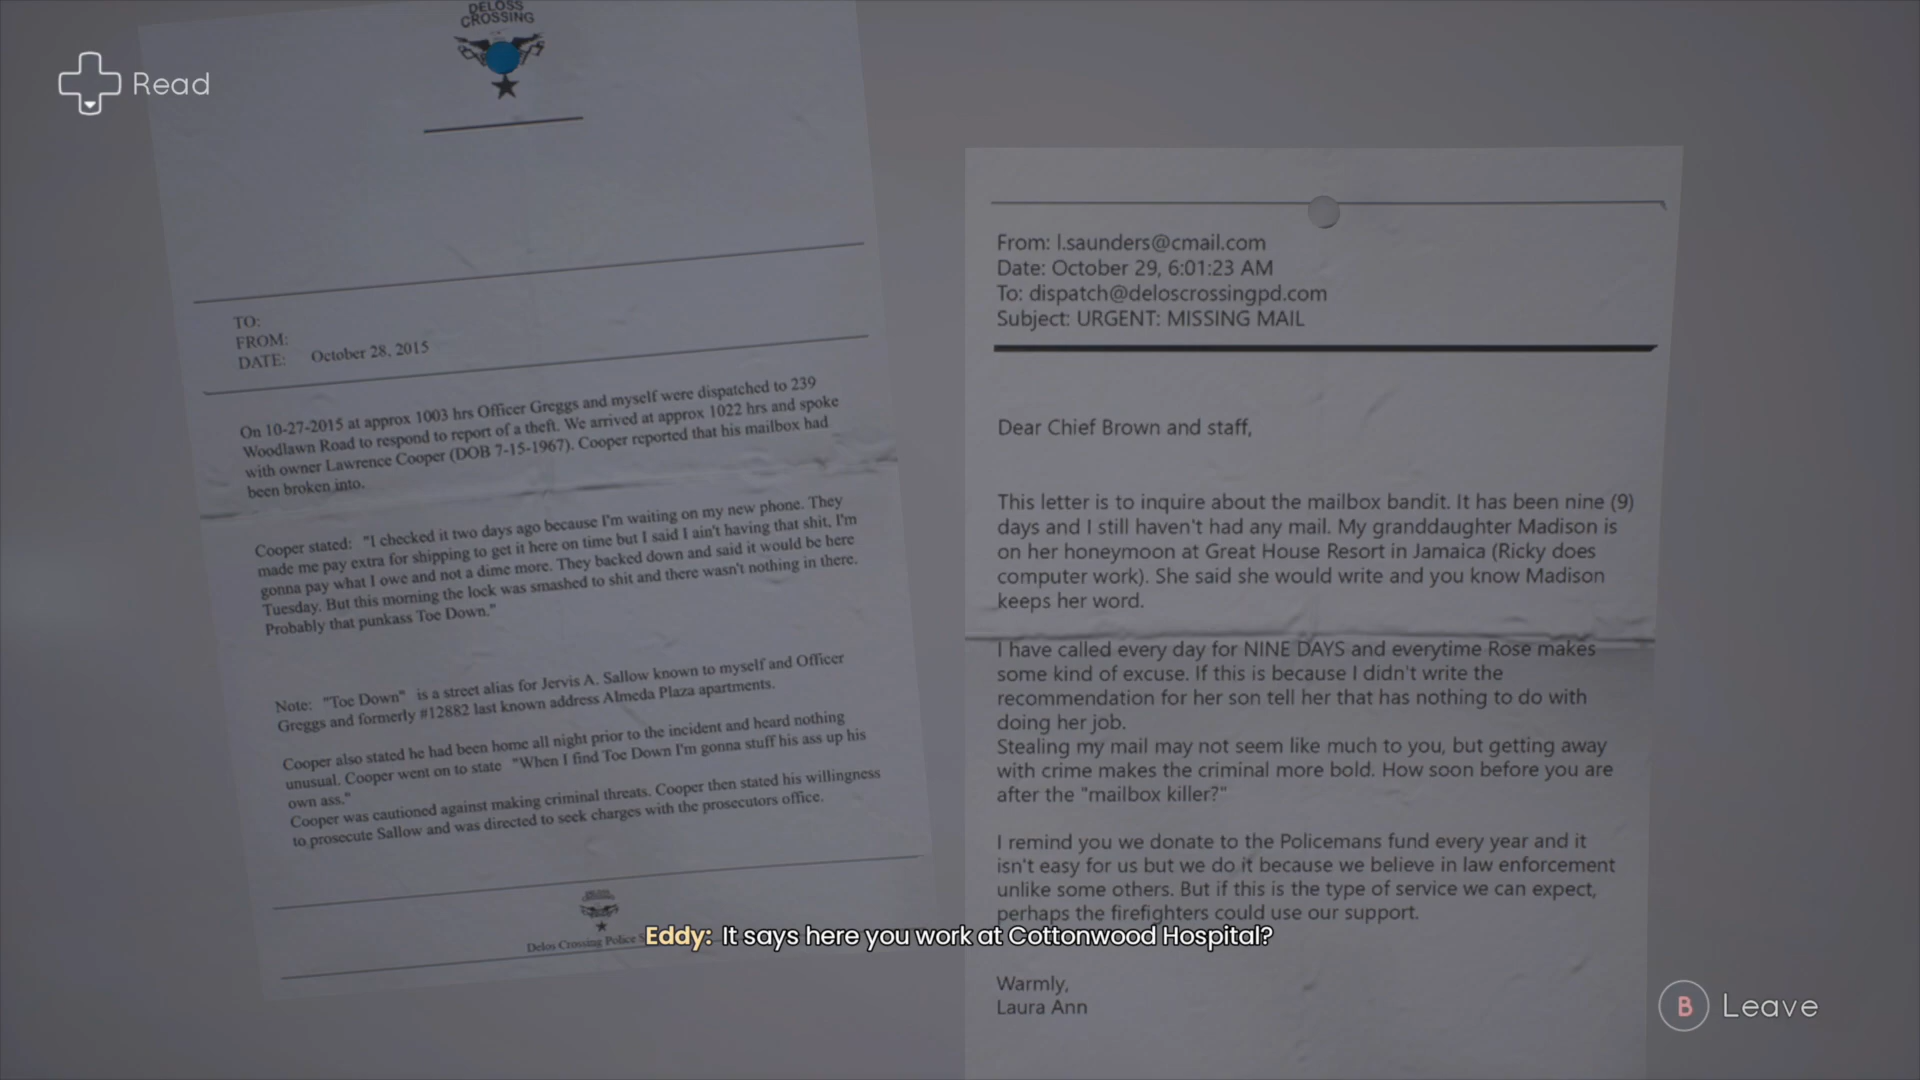 Read
DELOSS
CROSSING
TO:
FROM:
DATE: October 28, 2015
On 10-27-2015 at approx 1003 hrs Officer Greggs and myself were dispatched to 239
Woodlawn Road to respond to report of a theft. We arrived at approx 1022 hrs and spoke
with owner Lawrence Cooper (DOB 7-15-1967). Cooper reported that his mailbox had
been broken into.
Cooper stated: "I checked it two days ago because I'm waiting on my new phone. They
made me pay extra for shipping to get it here on time but I said I ain't having that shit, I'm
gonna pay what I owe and not a dime more. They backed down and said it would be here
Tuesday. But this morning the lock was smashed to shit and there wasn't nothing in there.
Probably that punkass Toe Down."
Note: "Toe Down" is a street alias for Jervis A. Sallow known to myself and Officer
Greggs and formerly #12882 last known address Almeda Plaza apartments.
Cooper also stated he had been home all night prior to the incident and heard nothing
unusual. Cooper went on to state "When I find Toe Down I'm gonna stuff his ass up his
own ass."
Cooper was cautioned against making criminal threats. Cooper then stated his willingness
to prosecute Sallow and was directed to seek charges with the prosecutors office.
Delos Crossing Police
From: l.saunders@cmail.com
Date: October 29, 6:01:23 AM
To: dispatch@deloscrossingpd.com
Subject: URGENT: MISSING MAIL
Dear Chief Brown and staff,
This letter is to inquire about the mailbox bandit. It has been nine (9)
days and I still haven't had any mail. My granddaughter Madison is
on her honeymoon at Great House Resort in Jamaica (Ricky does
computer work). She said she would write and you know Madison
keeps her word.
I have called every day for NINE DAYS and everytime Rose makes
some kind of excuse. If this is because I didn't write the
recommendation for her son tell her that has nothing to do with
doing her job.
Stealing my mail may not seem like much to you, but getting away
with crime makes the criminal more bold. How soon before you are
after the "mailbox killer?"
I remind you we donate to the Policemans fund every year and it
isn't easy for us but we do it because we believe in law enforcement
unlike some others. But if this is the type of service we can expect,
perhaps the firefighters could use our support.
Warmly,
Laura Ann
Eddy: It says here you work at Cottonwood Hospital?
B Leave